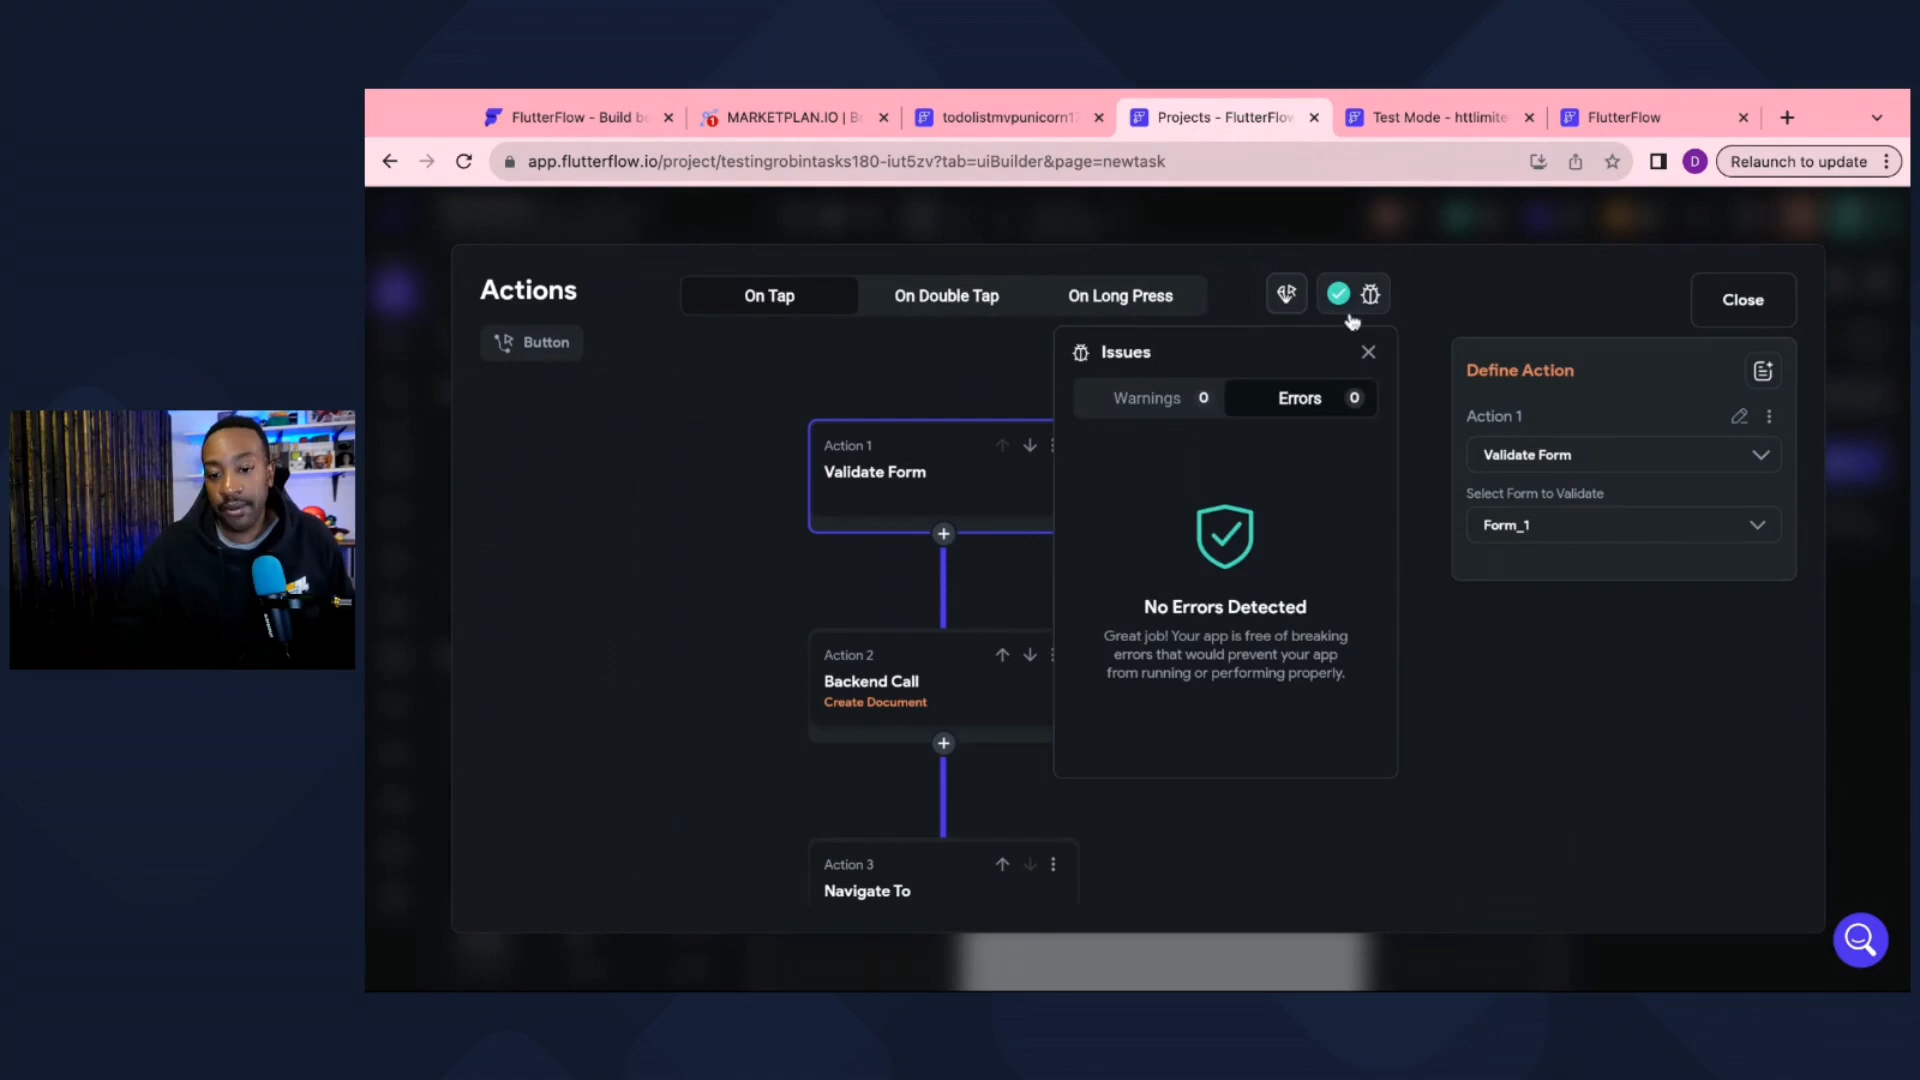 FlutterFlow - Build be
MARKETPLAN.IO | B
todolistmvpunicorn17
Projects - FlutterFlow
Test Mode - httlimite
FlutterFlow
app.flutterflow.io/project/testingrobintasks180-iut5zv?tab=uiBuilder&page=newtask
D
Relaunch to update
Actions
On Tap
On Double Tap
On Long Press
Close
Button
Issues
Warnings 0
Errors 0
No Errors Detected
Great job! Your app is free of breaking
errors that would prevent your app
from running or performing properly.
Action 1
Validate Form
Action 2
Backend Call
Create Document
Action 3
Navigate To
Define Action
Action 1
Validate Form
Select Form to Validate
Form_1